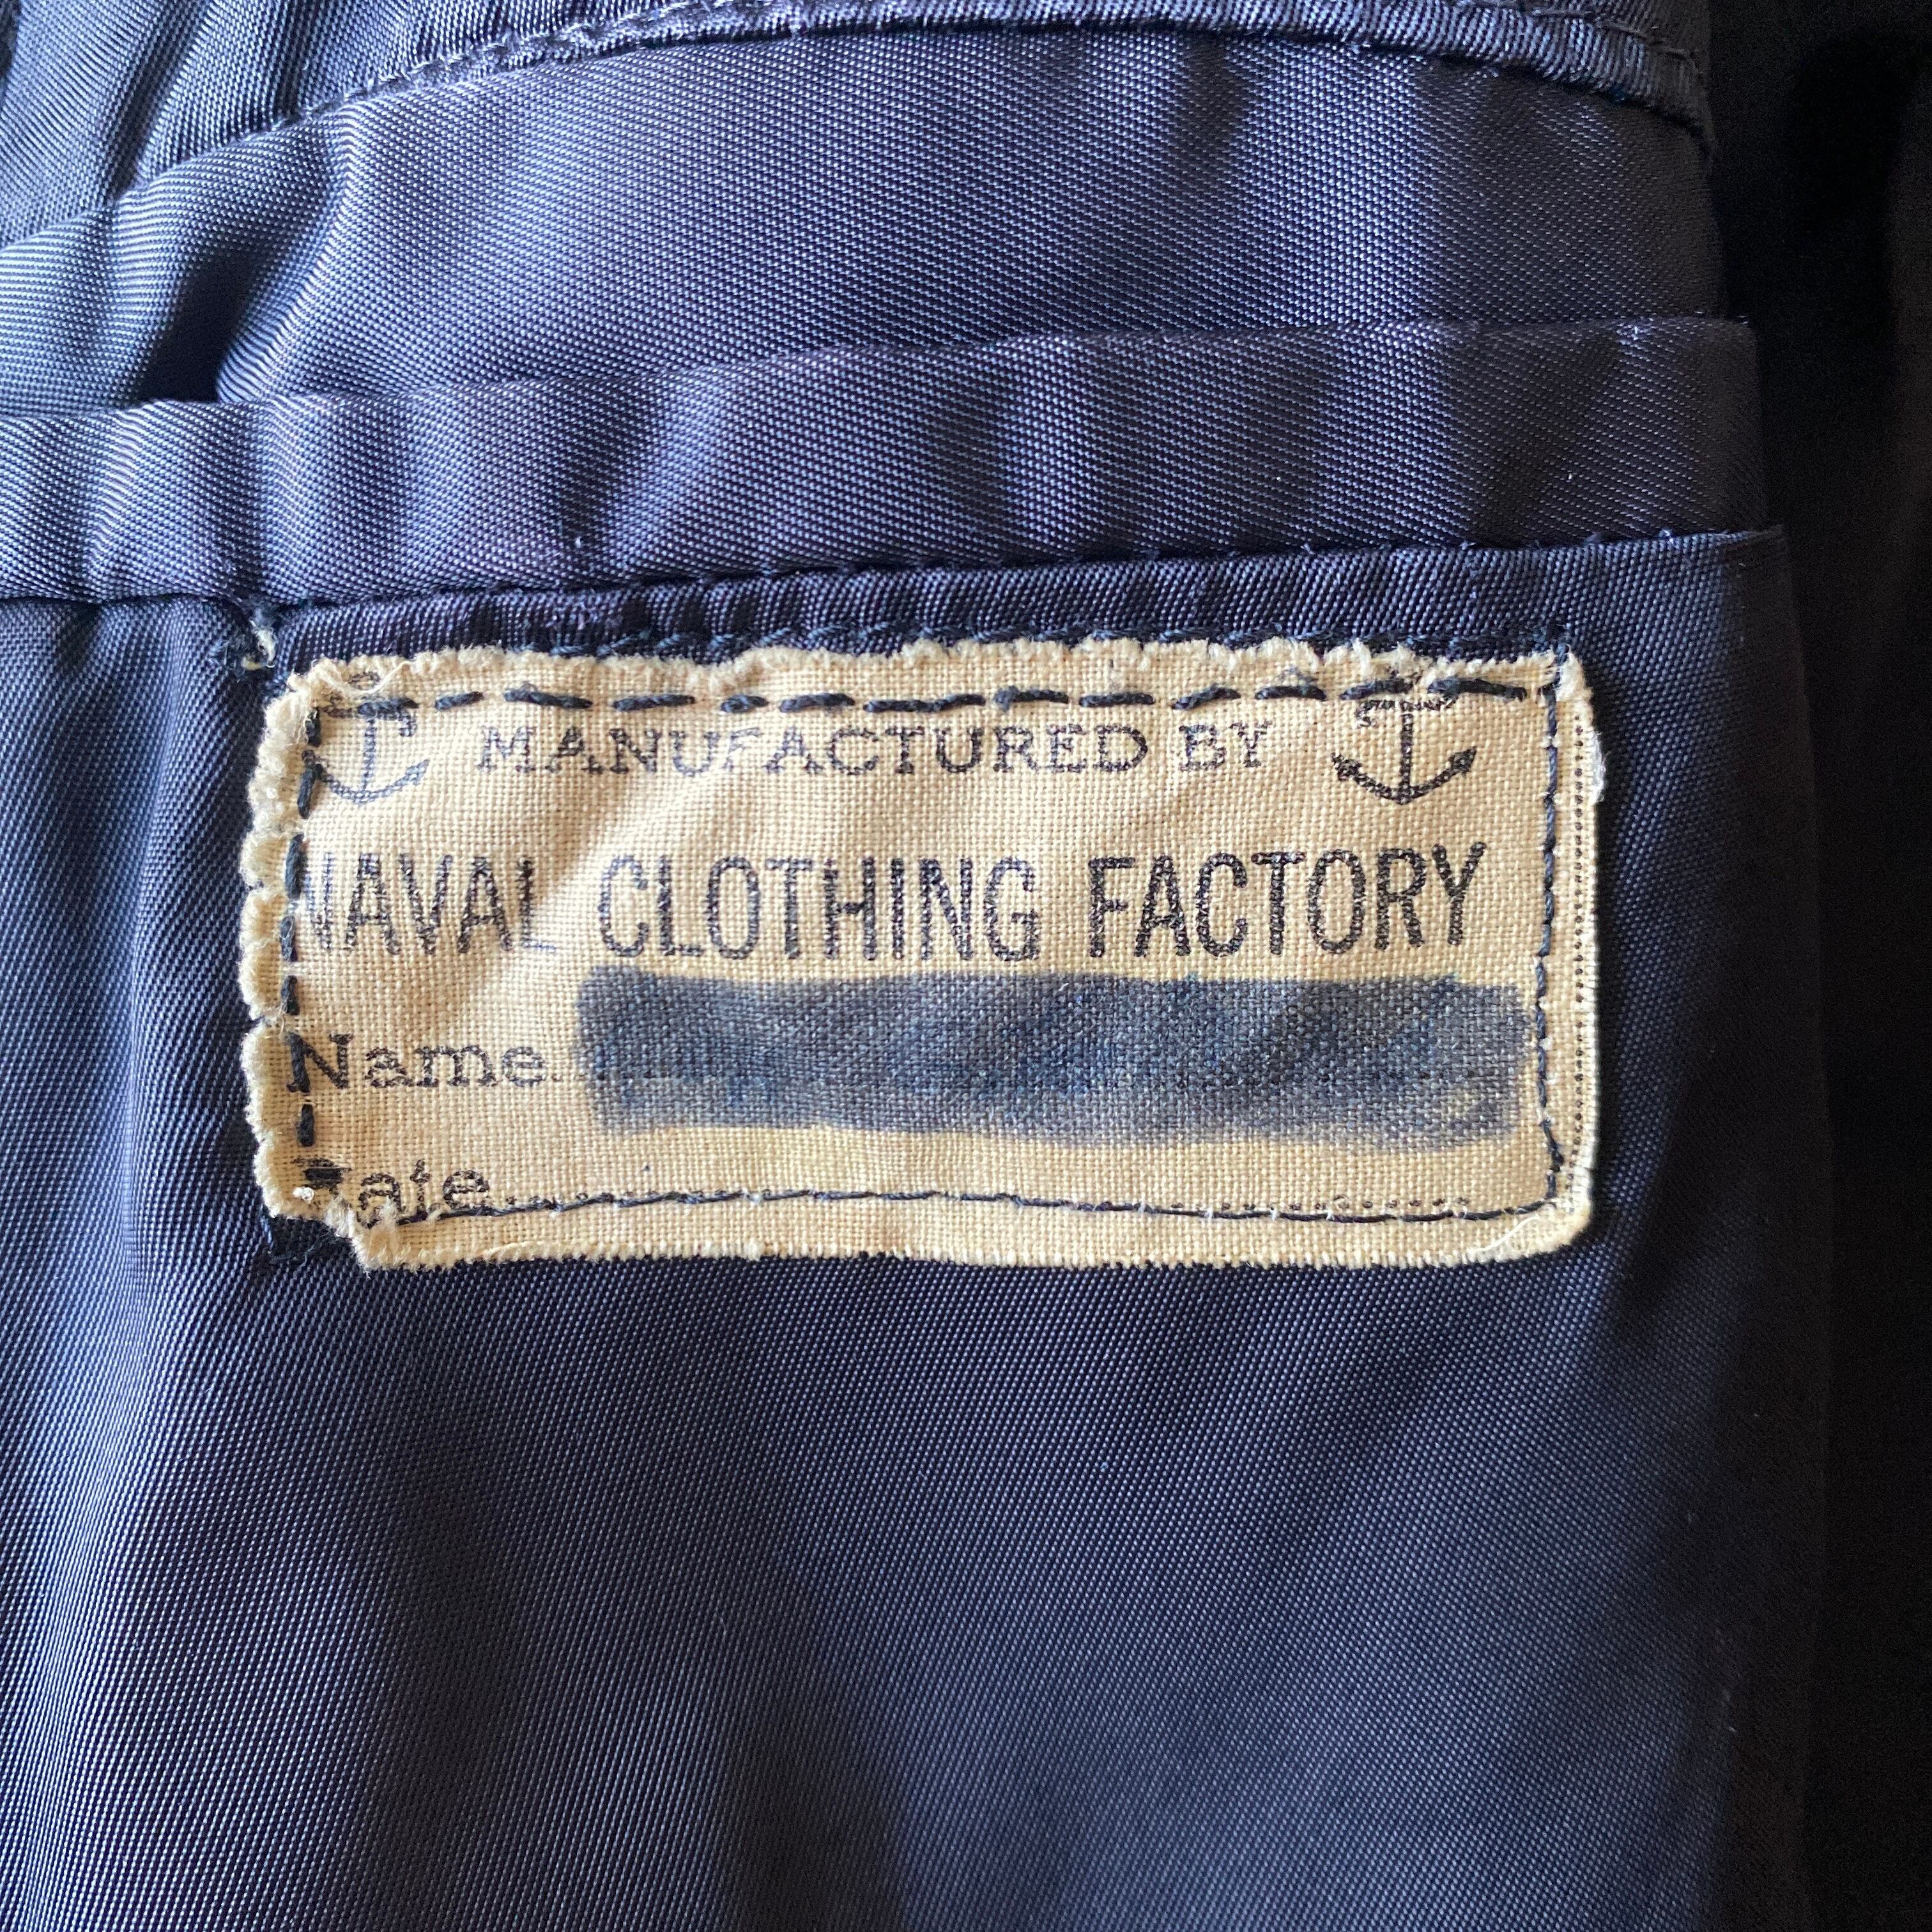 MANUFACTURED BY
NAVAL CLOTHING FACTORY
Name